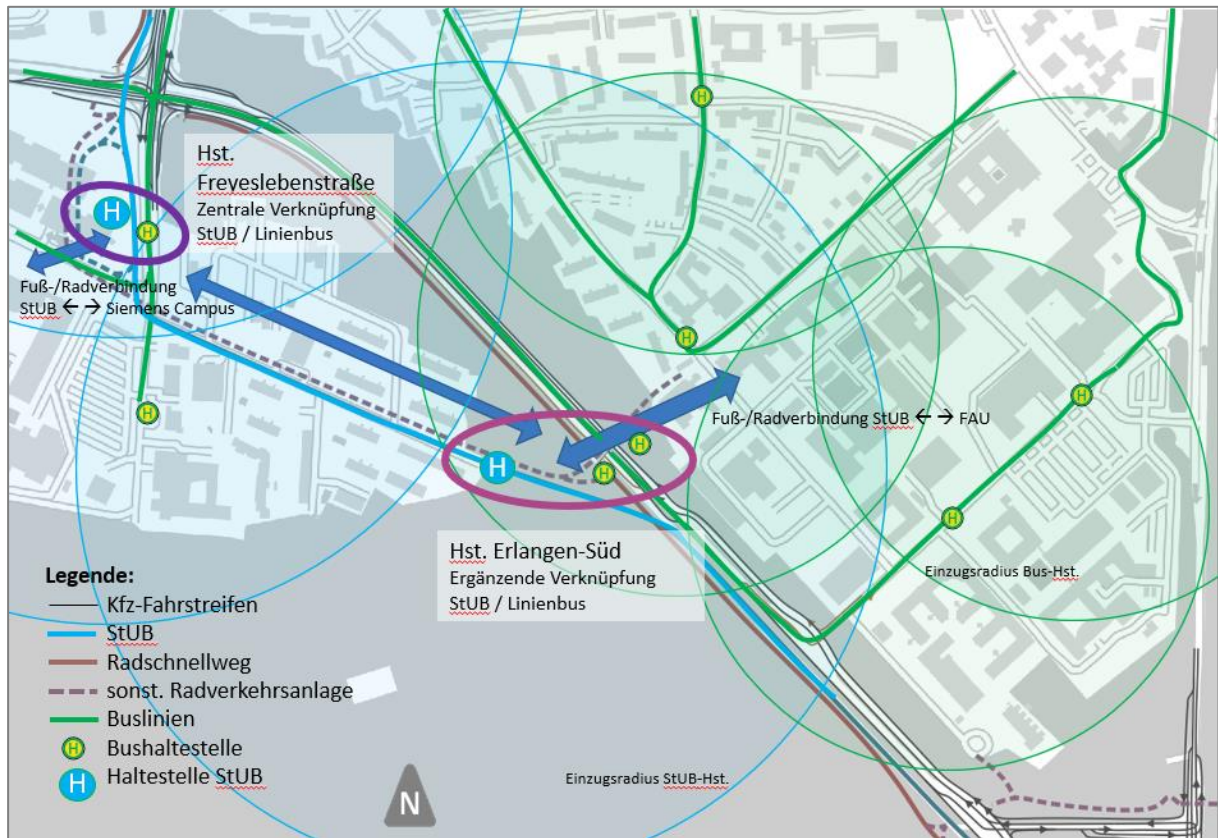 Hst.
Freyeslebenstraße
Zentrale Verknüpfung
StUB / Linienbus
H
H
Fuß-/Radverbindung
StUB ← → Siemens Campus
H
H
H
H
H
Fuß-/Radverbindung StUB ← → FAU
H
H
H
H
Hst. Erlangen-Süd
Ergänzende Verknüpfung
StUB / Linienbus
Einzugsradius Bus-Hst.
Legende:
Kfz-Fahrstreifen
StUB
Radschnellweg
sonst. Radverkehrsanlage
Buslinien
H Bushaltestelle
H Haltestelle StUB
N
Einzugsradius StUB-Hst.